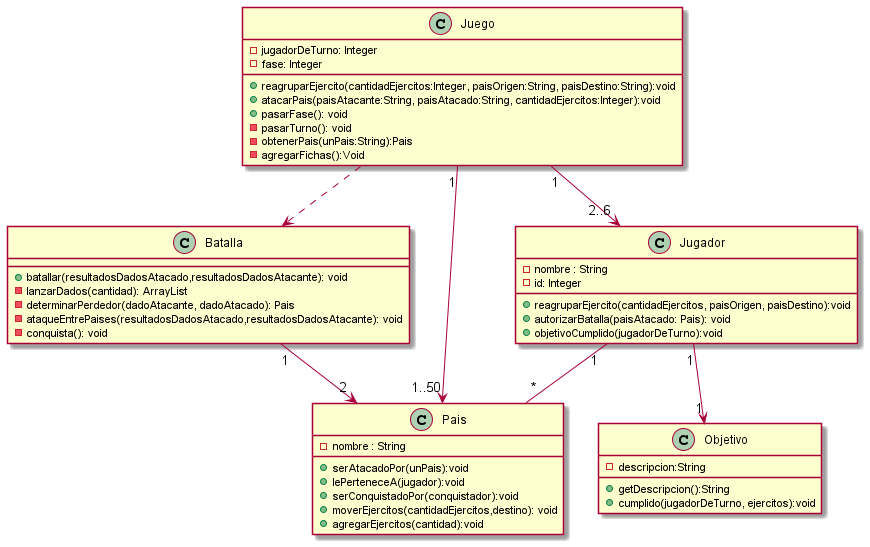 C Juego
jugadorDeTurno: Integer
fase: Integer
reagruparEjercito(cantidadEjercitos:Integer, paisOrigen:String, paisDestino:String):void
atacarPais(paisAtacante:String, paisAtacado:String, cantidadEjercitos:Integer):void
pasarFase(): void
pasarTurno(): void
obtenerPais(unPais:String):Pais
agregarFichas():Void
1
1
2..6
C Batalla
batallar(resultadosDadosAtacado,resultadosDadosAtacante): void
lanzarDados(cantidad): ArrayList
determinarPerdedor(dadoAtacante, dadoAtacado): Pais
ataqueEntrePaises(resultadosDadosAtacado,resultadosDadosAtacante): void
conquista(): void
C Jugador
nombre : String
id: Integer
reagruparEjercito(cantidadEjercitos, paisOrigen, paisDestino):void
autorizarBatalla(paisAtacado: Pais): void
objetivoCumplido(jugadorDeTurno):void
1
2
1..50
1
*
1
1
C Pais
nombre : String
serAtacadoPor(unPais):void
lePerteneceA(jugador):void
serConquistadoPor(conquistador):void
moverEjercitos(cantidadEjercitos,destino): void
agregarEjercitos(cantidad):void
C Objetivo
descripcion:String
getDescripcion():String
cumplido(jugadorDeTurno, ejercitos):void